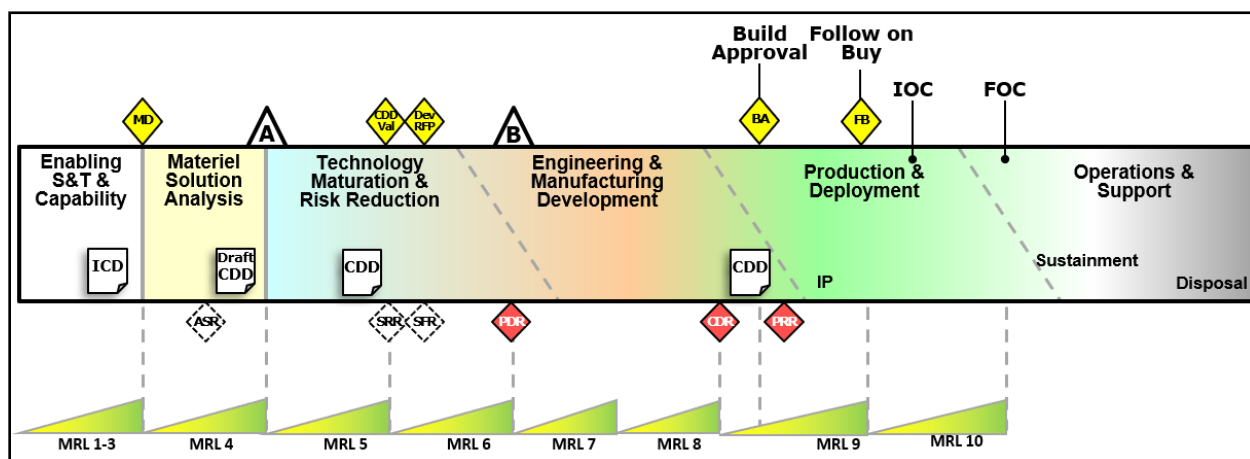 Build
Approval
Follow on
Buy
IOC
FOC
MD
A
CDD
Val
Dev
RFP
B
BA
FB
Enabling
S&T &
Capability
Materiel
Solution
Analysis
Technology
Maturation &
Risk Reduction
Engineering &
Manufacturing
Development
Production &
Deployment
Operations &
Support
ICD
Draft
CDD
CDD
CDD
IP
Sustainment
Disposal
ASR
SRR
SFR
PDR
CDR
PRR
MRL 1-3
MRL 4
MRL 5
MRL 6
MRL 7
MRL 8
MRL 9
MRL 10